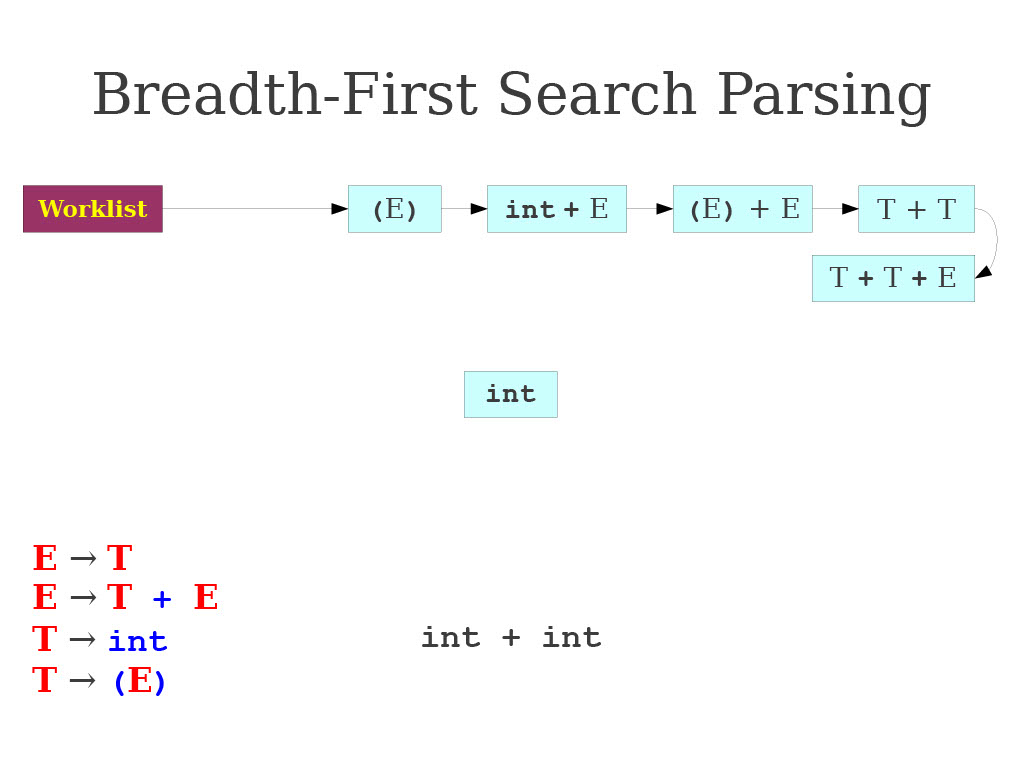 Breadth-First Search Parsing
Worklist (E) int + E (E) + E T + T
T + T + E
int
E → T
E → T + E
T → int
int + int
T → (E)